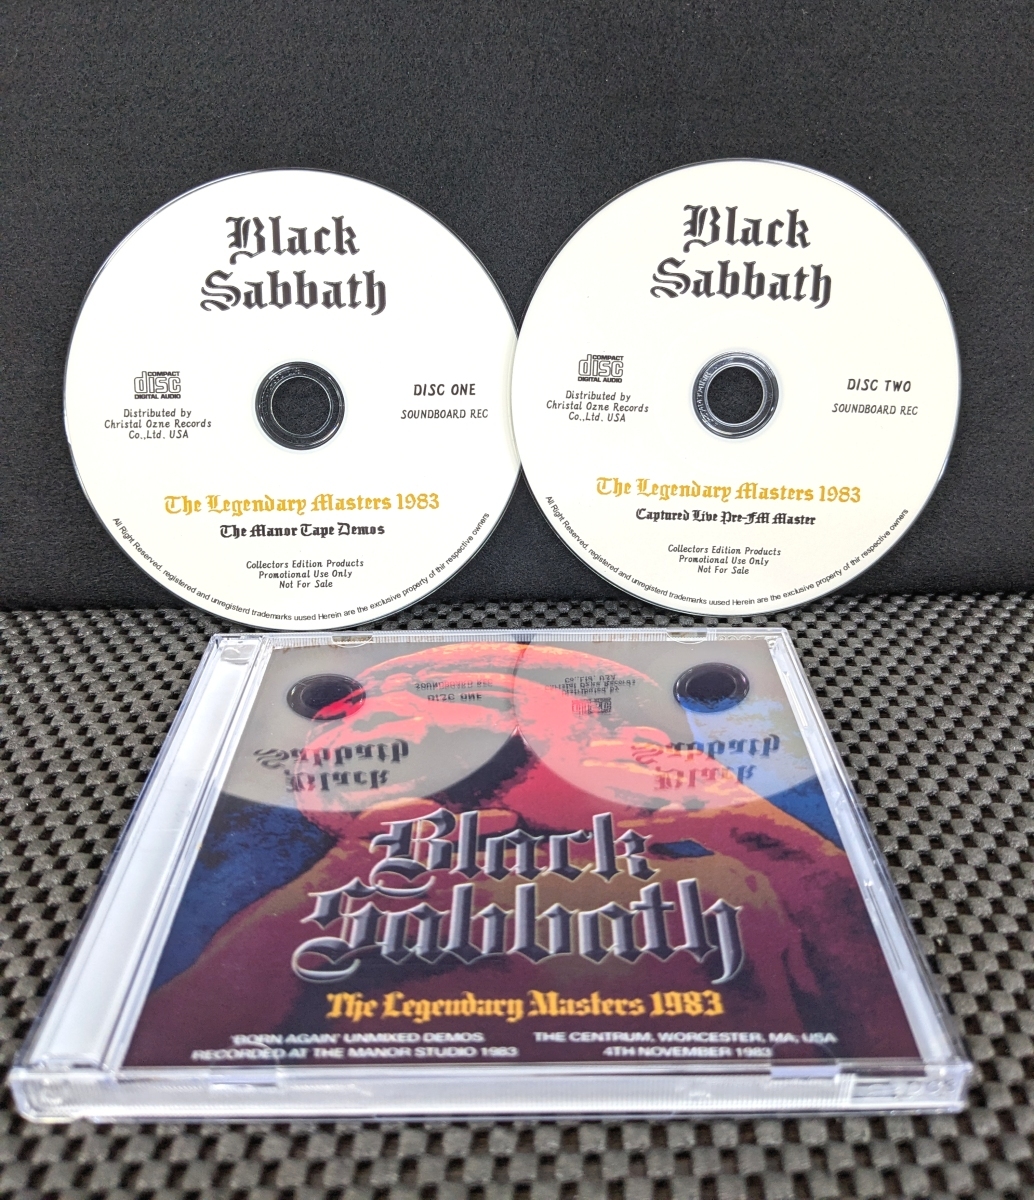 Black
Sabbath
COMPACT
disc
DIGITAL AUDIO
Distributed by
Christal Ozne Records
Co.,Ltd. USA
DISC ONE
SOUNDBOARD REC
The Legendary Masters 1983
The Manor Tape Demos
Collectors Edition Products
Promotional Use Only
Not For Sale
All Right Reserved. registered and unregisterd trademarks uused Herein are the exclusive property of thir respective owners
Black
Sabbath
COMPACT
disc
DIGITAL AUDIO
Distributed by
Christal Ozne Records
Co.,Ltd. USA
DISC TWO
SOUNDBOARD REC
The Legendary Masters 1983
Captured Live Pre-FM Master
Collectors Edition Products
Promotional Use Only
Not For Sale
All Right Reserved. registered and unregisterd trademarks uused Herein are the exclusive property of thir respective owners
Black
Sabbath
The Legendary Masters 1983
'BORN AGAIN' UNMIXED DEMOS
RECORDED AT THE MANOR STUDIO 1983
THE CENTRUM, WORCESTER, MA, USA
4TH NOVEMBER 1983